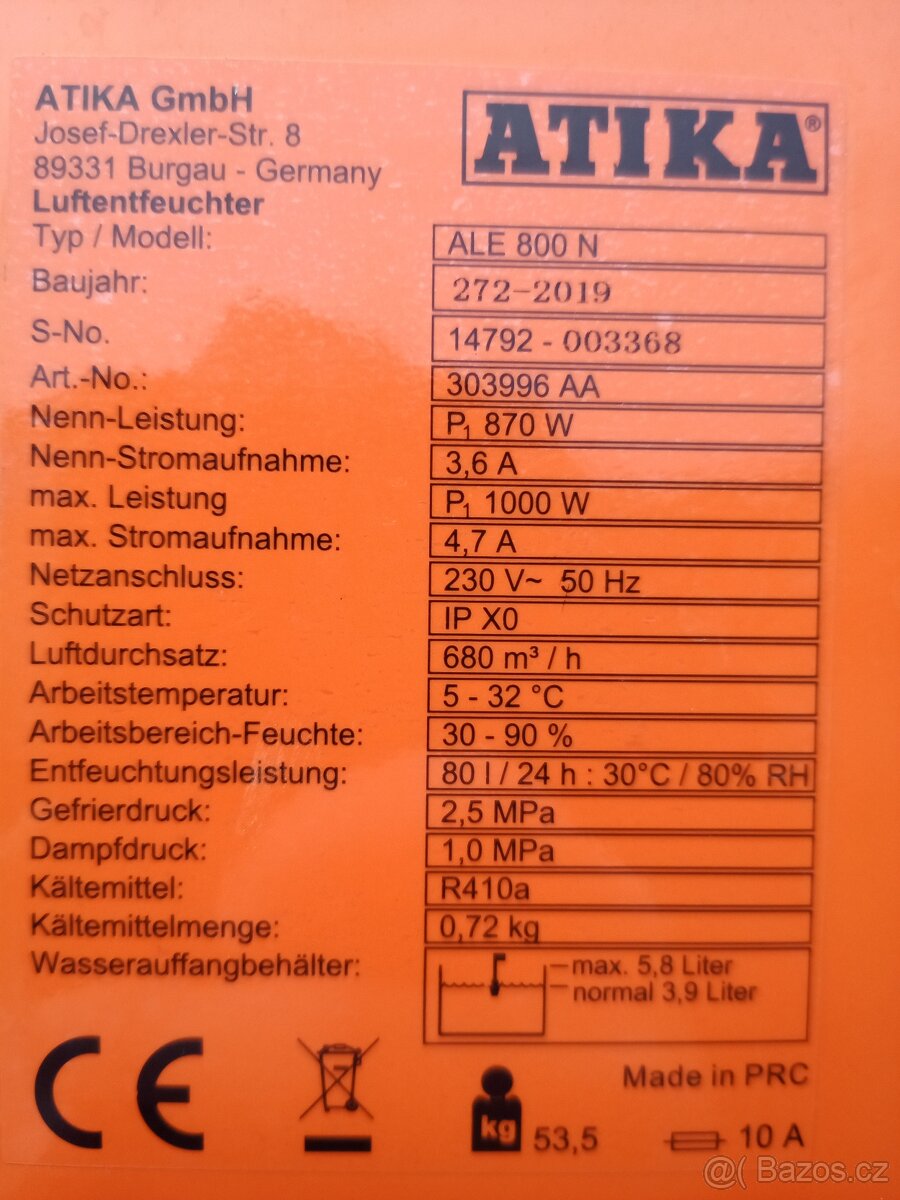 ATIKA GmbH
Josef-Drexler-Str. 8
89331 Burgau - Germany
ATIKA®
Luftentfeuchter
Typ / Modell: ALE 800 N
Baujahr: 272-2019
S-No. 14792 - 003368
Art.-No.: 303996 AA
Nenn-Leistung: P₁ 870 W
Nenn-Stromaufnahme: 3,6 A
max. Leistung P₁ 1000 W
max. Stromaufnahme: 4,7 A
Netzanschluss: 230 V~ 50 Hz
Schutzart: IP X0
Luftdurchsatz: 680 m³ / h
Arbeitstemperatur: 5 - 32 °C
Arbeitsbereich-Feuchte: 30 - 90 %
Entfeuchtungsleistung: 80 l / 24 h : 30°C / 80% RH
Gefrierdruck: 2,5 MPa
Dampfdruck: 1,0 MPa
Kältemittel: R410a
Kältemittelmenge: 0,72 kg
Wasserauffangbehälter: max. 5,8 Liter
normal 3,9 Liter
Made in PRC
CE kg 53,5 10 A
@( Bazos.cz